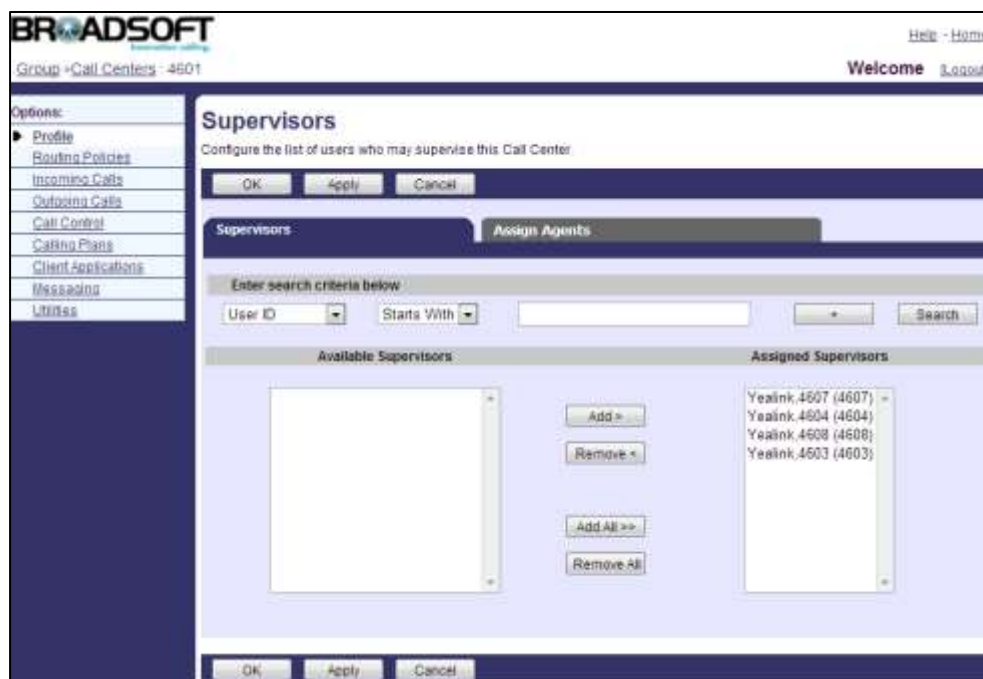 BROADSOFT
Help - Home
Group >Call Centers : 4601
Welcome [Logout
Options:
Profile
Routing Policies
Incoming Calls
Outgoing Calls
Call Control
Calling Plans
Client Applications
Messaging
Utilities
Supervisors
Configure the list of users who may supervise this Call Center
OK Apply Cancel
Supervisors Assign Agents
Enter search criteria below
User ID Starts With + Search
Available Supervisors Assigned Supervisors
Add >
Remove <
Add All >>
Remove All
Yealink,4607 (4607)
Yealink,4604 (4604)
Yealink,4608 (4608)
Yealink,4603 (4603)
OK Apply Cancel